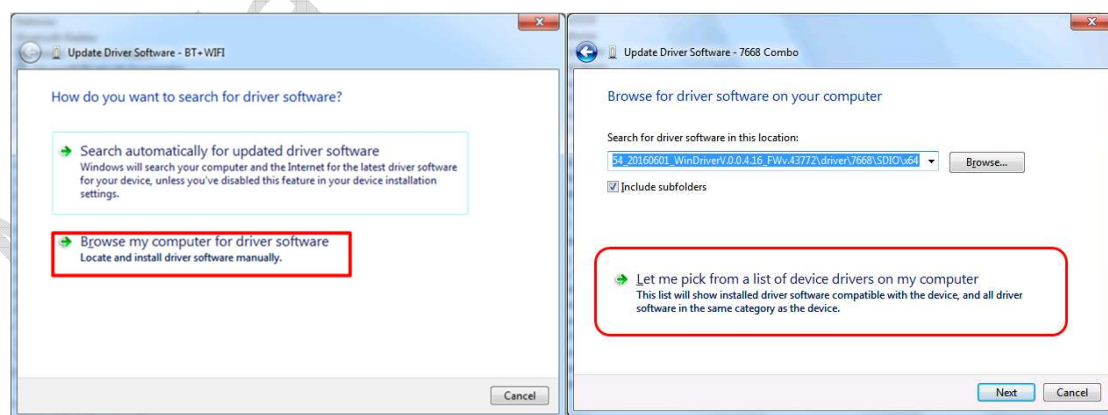 Update Driver Software - BT+WIFI
How do you want to search for driver software?
Search automatically for updated driver software
Windows will search your computer and the Internet for the latest driver software
for your device, unless you've disabled this feature in your device installation
settings.
Browse my computer for driver software
Locate and install driver software manually.
Cancel
Update Driver Software - 7668 Combo
Browse for driver software on your computer
Search for driver software in this location:
54_20160601_WinDriverV.0.0.4.16_FWv.43772\driver\7668\SDIO\x64
Browse...
Include subfolders
Let me pick from a list of device drivers on my computer
This list will show installed driver software compatible with the device, and all driver
software in the same category as the device.
Next
Cancel